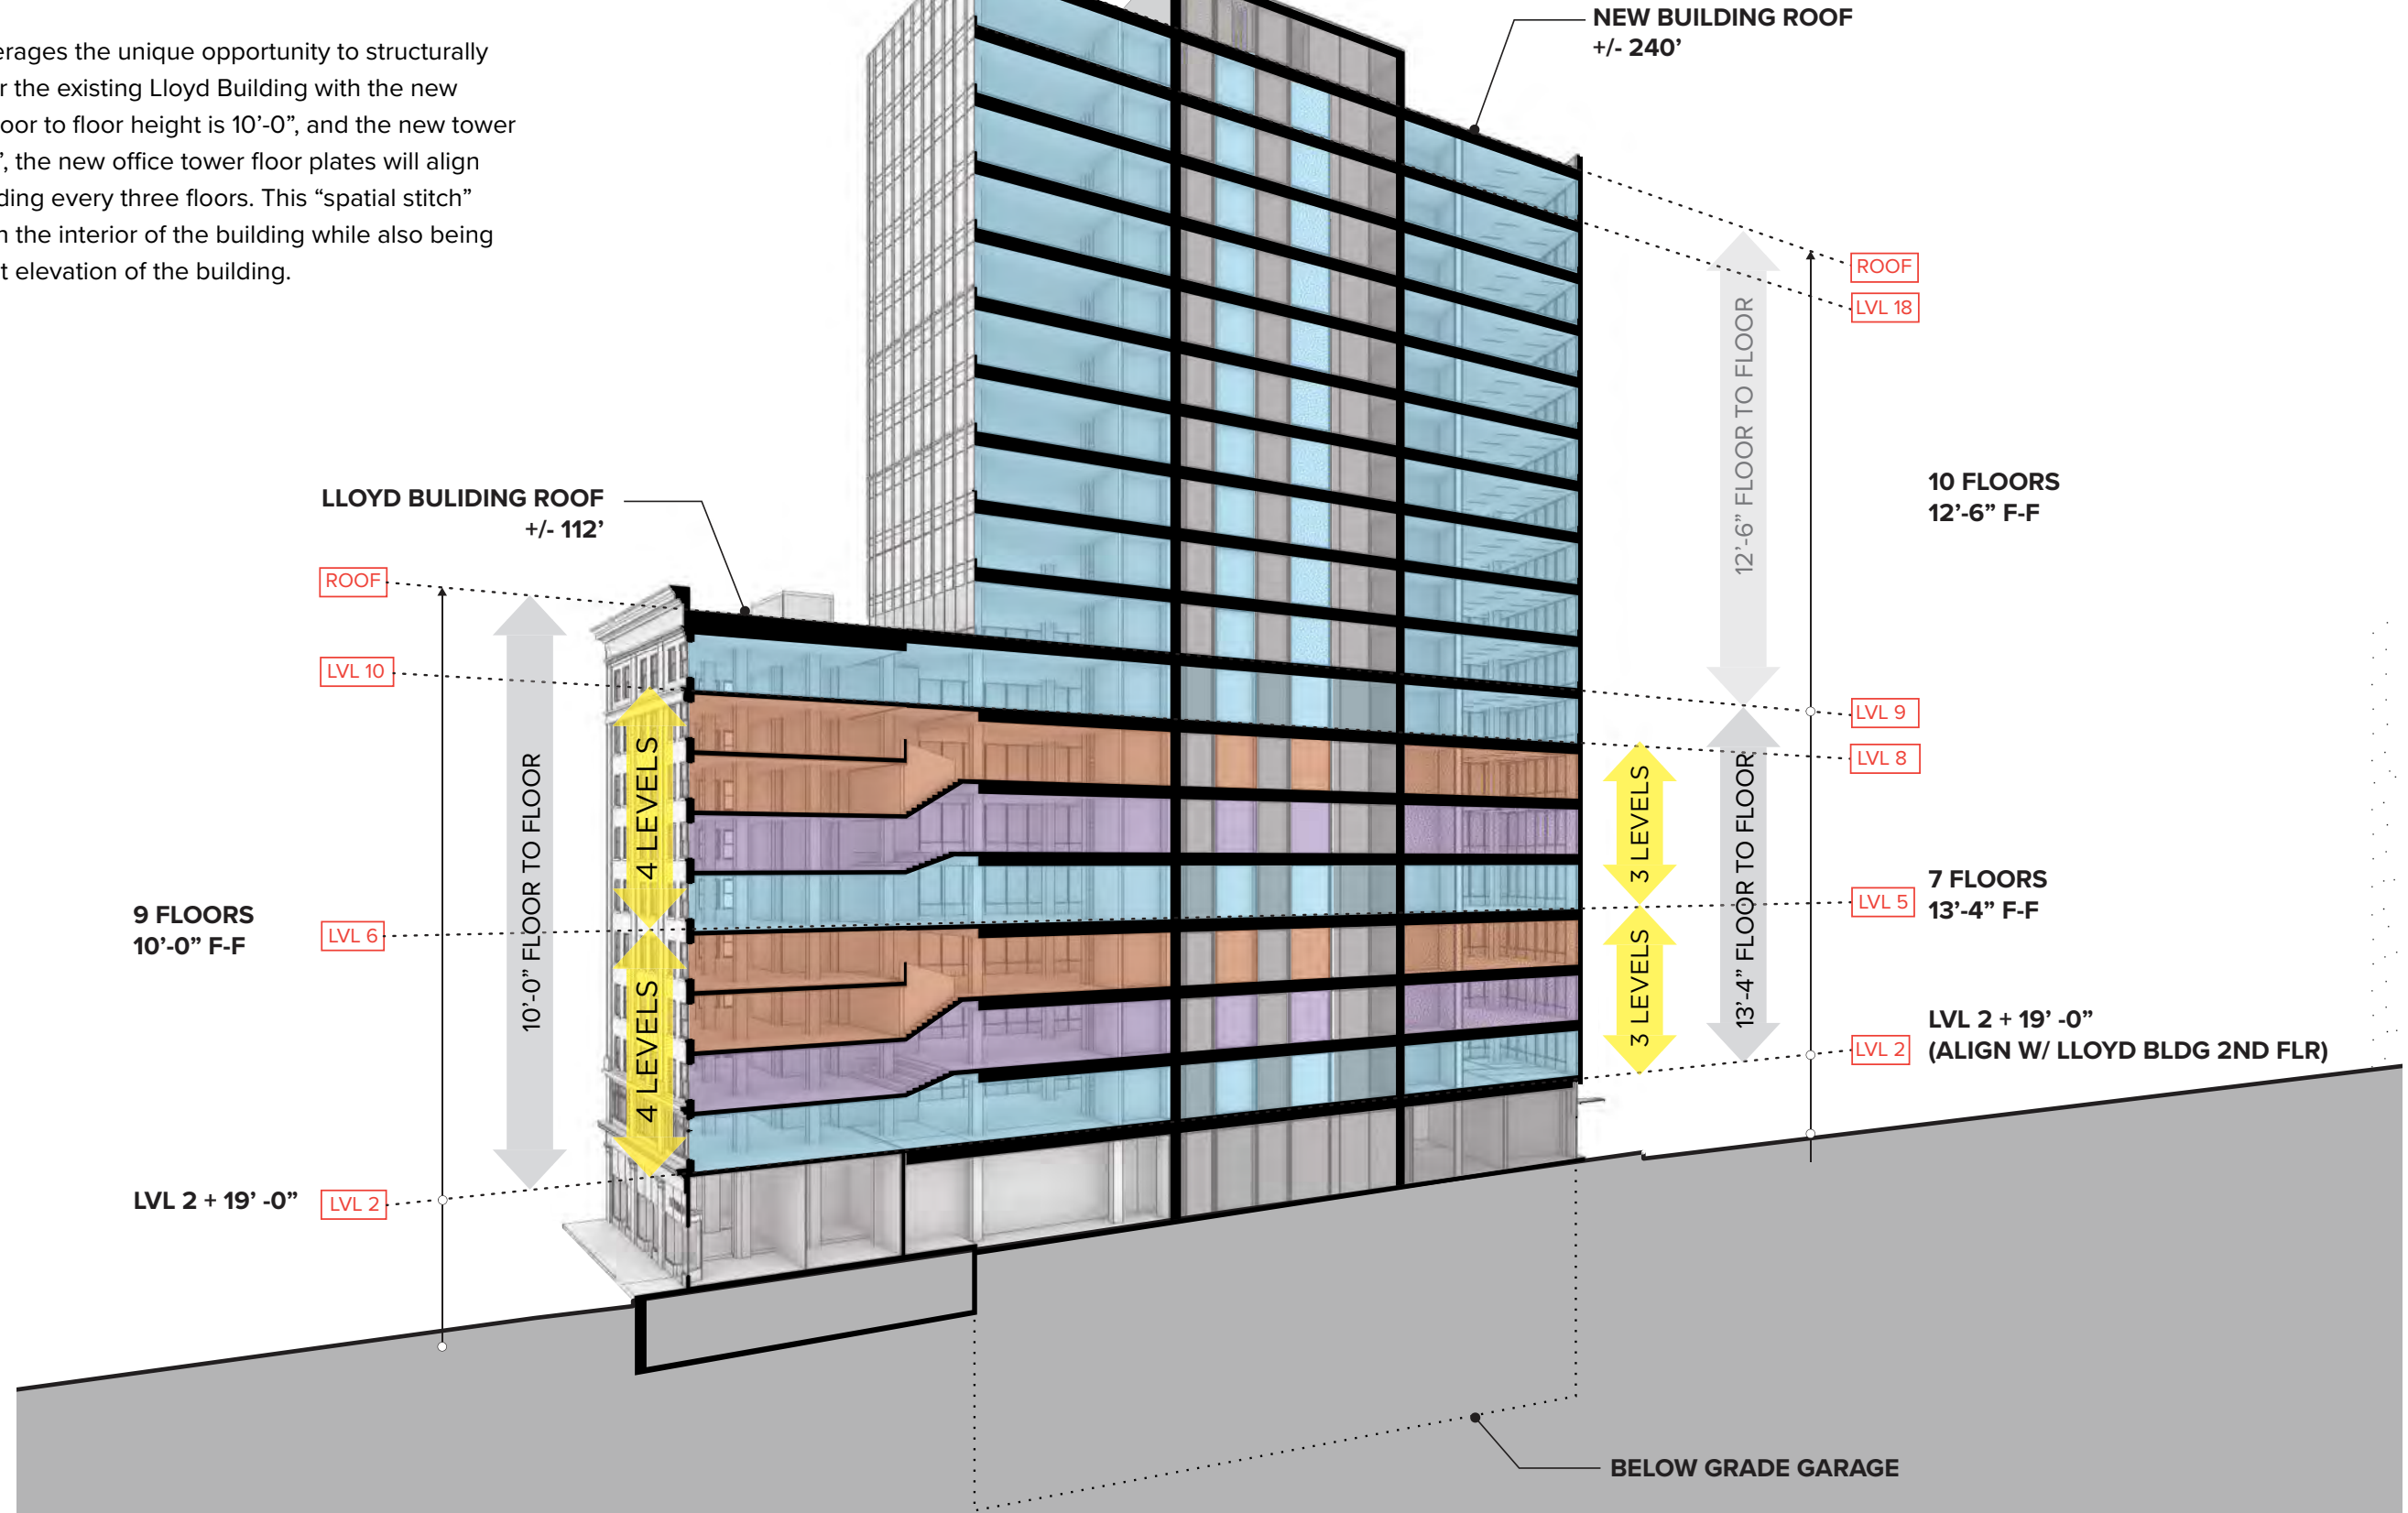 erages the unique opportunity to structurally
r the existing Lloyd Building with the new
oor to floor height is 10’-0”, and the new tower
”, the new office tower floor plates will align
ding every three floors. This “spatial stitch”
n the interior of the building while also being
t elevation of the building.
NEW BUILDING ROOF
+/- 240’
ROOF
LVL 18
12’-6” FLOOR TO FLOOR
10 FLOORS
12’-6” F-F
LLOYD BULIDING ROOF
+/- 112’
ROOF
LVL 10
LVL 9
LVL 8
10’-0” FLOOR TO FLOOR
4 LEVELS
3 LEVELS
13’-4” FLOOR TO FLOOR
9 FLOORS
10’-0” F-F
LVL 6
LVL 5
7 FLOORS
13’-4” F-F
4 LEVELS
3 LEVELS
LVL 2 + 19’ -0”
(ALIGN W/ LLOYD BLDG 2ND FLR)
LVL 2
LVL 2 + 19’ -0”
LVL 2
BELOW GRADE GARAGE